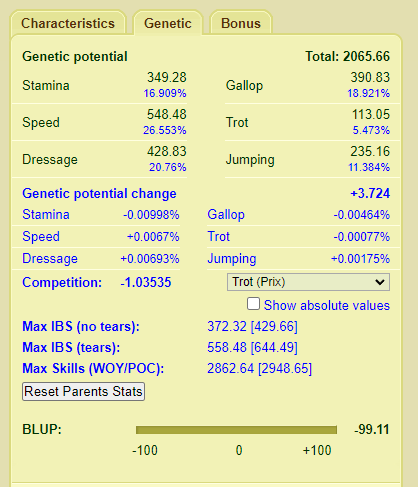 Characteristics Genetic Bonus
Genetic potential Total: 2065.66
Stamina 349.28 Gallop 390.83
16.909% 18.921%
Speed 548.48 Trot 113.05
26.553% 5.473%
Dressage 428.83 Jumping 235.16
20.76% 11.384%
Genetic potential change +3.724
Stamina -0.00998% Gallop -0.00464%
Speed +0.0067% Trot -0.00077%
Dressage +0.00693% Jumping +0.00175%
Competition: -1.03535 Trot (Prix)
Show absolute values
Max IBS (no tears): 372.32 [429.66]
Max IBS (tears): 558.48 [644.49]
Max Skills (WOY/POC): 2862.64 [2948.65]
Reset Parents Stats
BLUP: -99.11
-100 0 +100